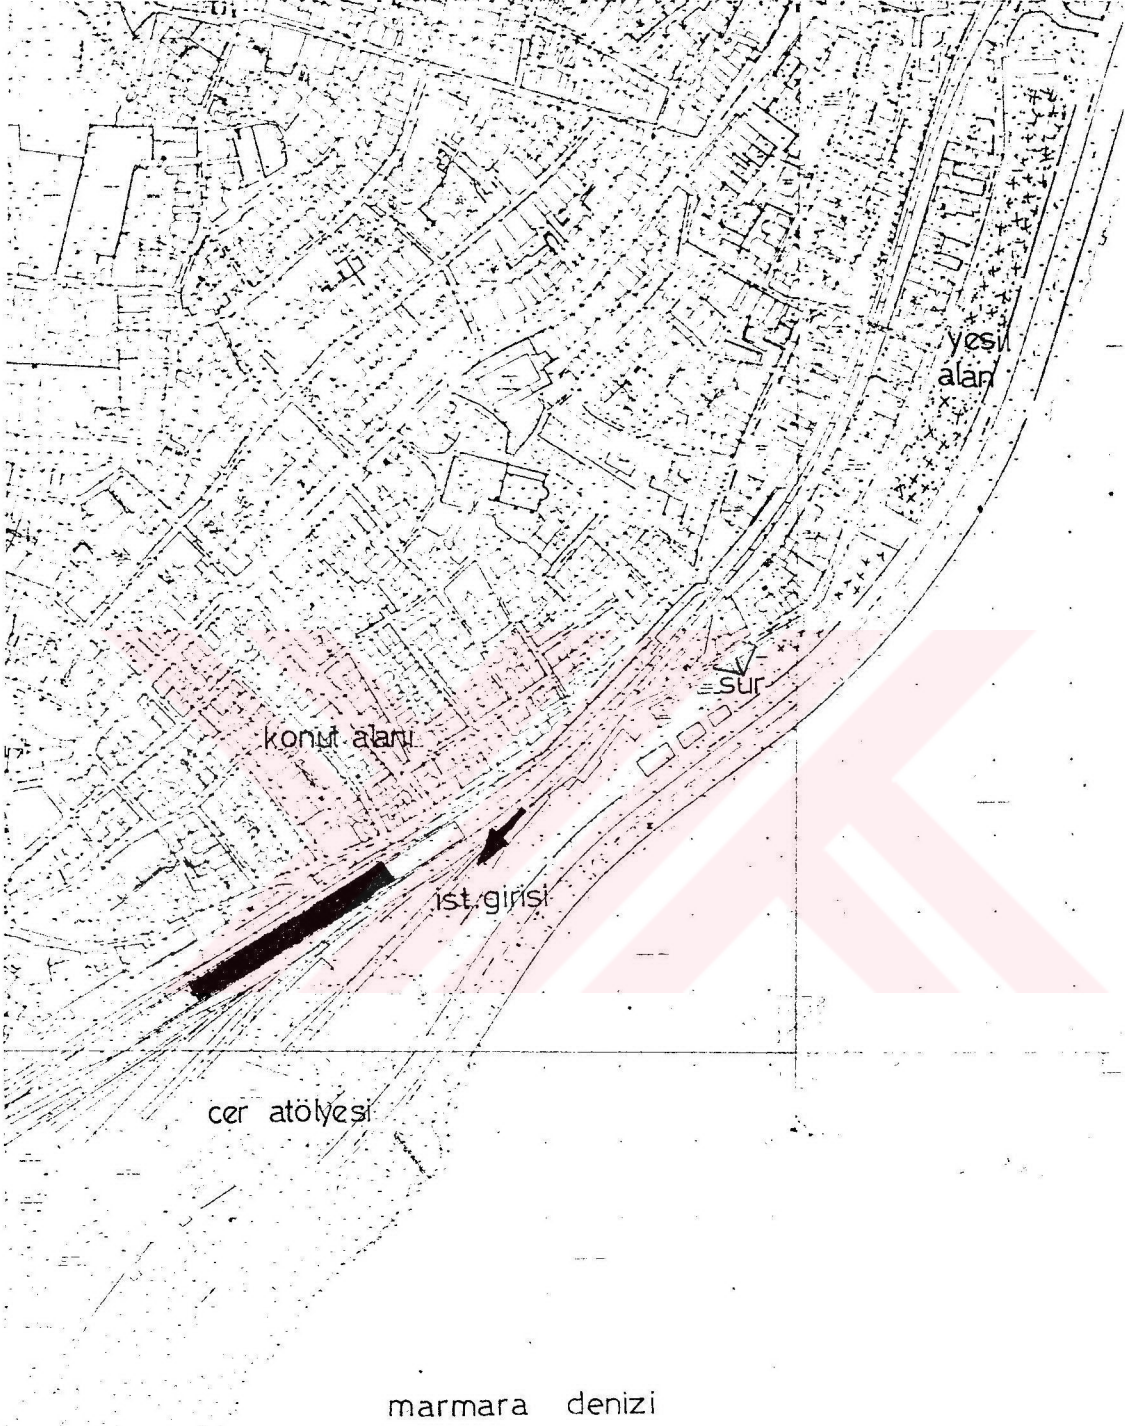 yeşil
alan
sur
konut alanı
ist. girişi
cer atölyesi
marmara denizi